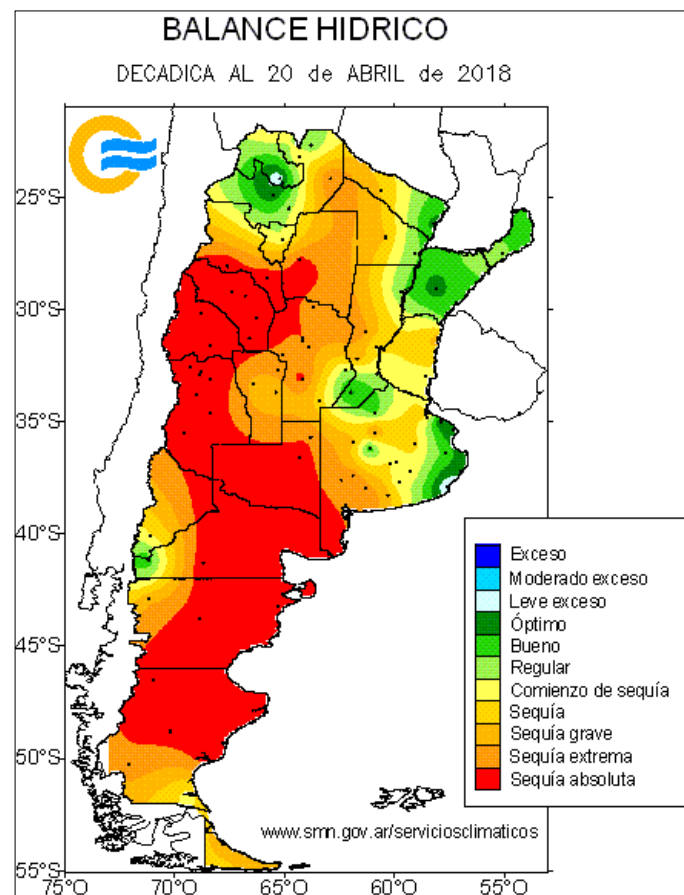 BALANCE HIDRICO
DECADICA AL 20 de ABRIL de 2018
25°S
30°S
35°S
40°S
45°S
50°S
55°S
75°O
70°O
65°O
60°O
55°O
Exceso
Moderado exceso
Leve exceso
Óptimo
Bueno
Regular
Comienzo de sequía
Sequía
Sequía grave
Sequía extrema
Sequía absoluta
www.smn.gov.ar/serviciosclimaticos